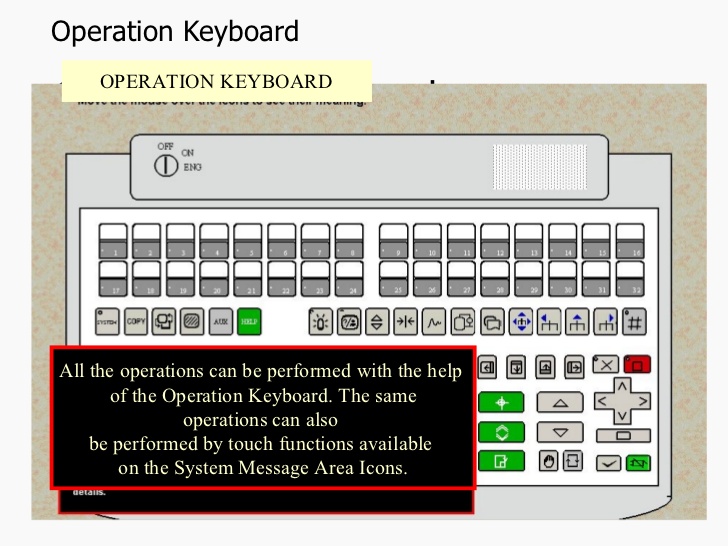 Operation Keyboard
OPERATION KEYBOARD
Move the mouse over the icons to see their meaning.
OFF
ON
ENG
1 2 3 4 5 6 7 8 9 10 11 12 13 14 15 16
17 18 19 20 21 22 23 24 25 26 27 28 29 30 31 32
SYSTEM COPY AUX HELP
All the operations can be performed with the help
of the Operation Keyboard. The same
operations can also
be performed by touch functions available
on the System Message Area Icons.
details.